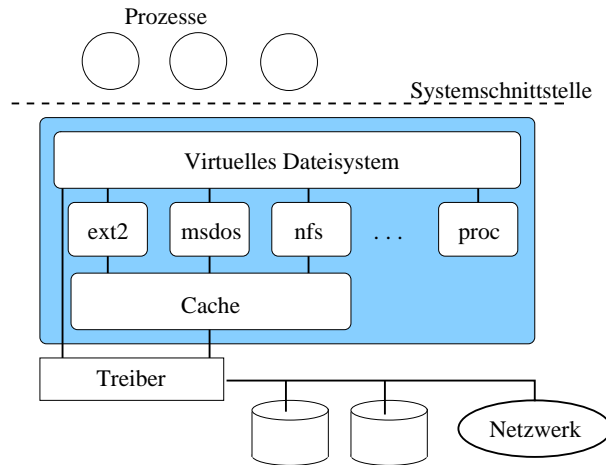 Prozesse
Systemschnittstelle
Virtuelles Dateisystem
ext2
msdos
nfs
. . .
proc
Cache
Treiber
Netzwerk